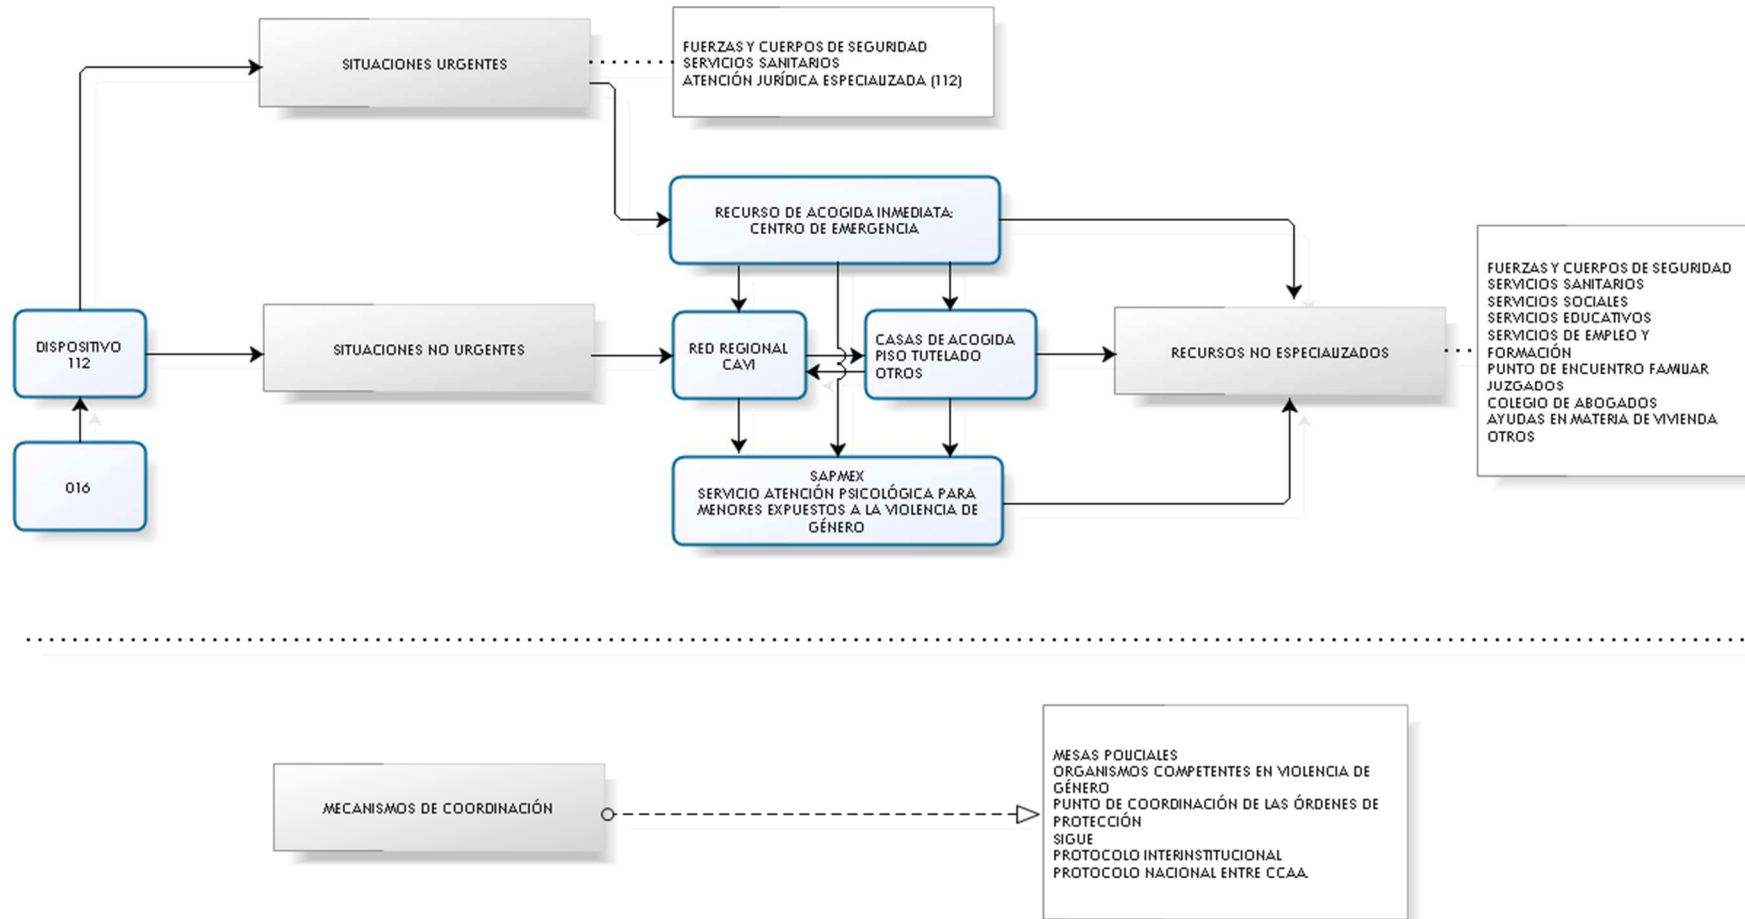 SITUACIONES URGENTES
FUERZAS Y CUERPOS DE SEGURIDAD
SERVICIOS SANITARIOS
ATENCIÓN JURÍDICA ESPECIALIZADA (112)
RECURSO DE ACOGIDA INMEDIATA:
CENTRO DE EMERGENCIA
DISPOSITIVO
112
SITUACIONES NO URGENTES
RED REGIONAL
CAVI
CASAS DE ACOGIDA
PISO TUTELADO
OTROS
RECURSOS NO ESPECIALIZADOS
FUERZAS Y CUERPOS DE SEGURIDAD
SERVICIOS SANITARIOS
SERVICIOS SOCIALES
SERVICIOS EDUCATIVOS
SERVICIOS DE EMPLEO Y
FORMACIÓN
PUNTO DE ENCUENTRO FAMILIAR
JUZGADOS
COLEGIO DE ABOGADOS
AYUDAS EN MATERIA DE VIVIENDA
OTROS
016
SAPMEX
SERVICIO ATENCIÓN PSICOLÓGICA PARA
MENORES EXPUESTOS A LA VIOLENCIA DE
GÉNERO
MECANISMOS DE COORDINACIÓN
MESAS POLICIALES
ORGANISMOS COMPETENTES EN VIOLENCIA DE
GÉNERO
PUNTO DE COORDINACIÓN DE LAS ÓRDENES DE
PROTECCIÓN
SIGUE
PROTOCOLO INTERINSTITUCIONAL
PROTOCOLO NACIONAL ENTRE CCAA.